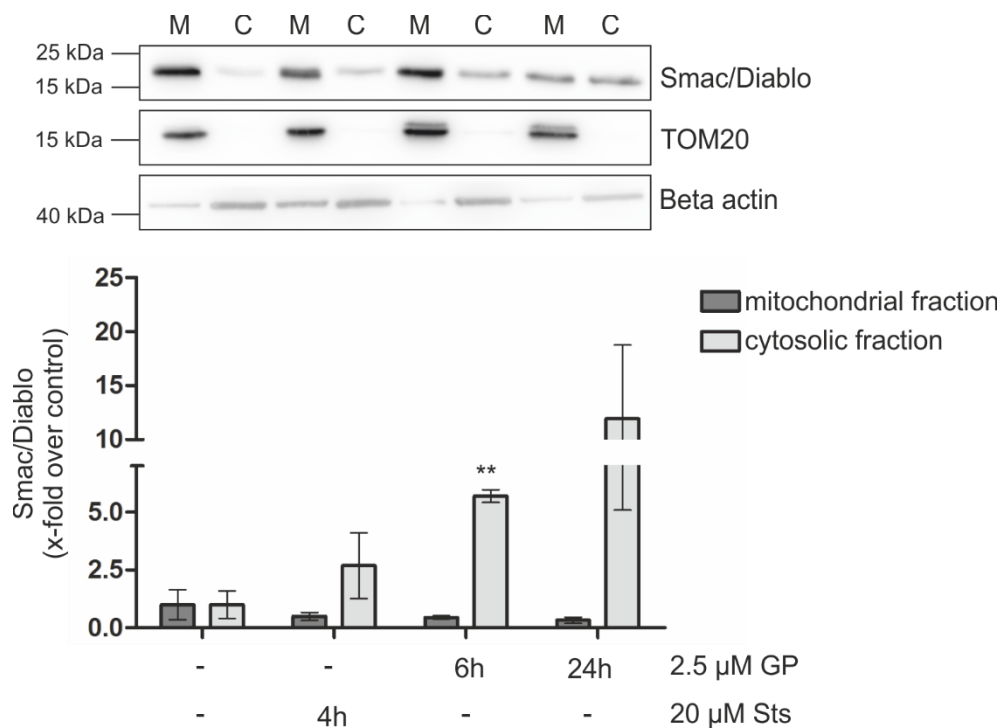 M C M C M C M C
25 kDa
15 kDa
Smac/Diablo
15 kDa
TOM20
40 kDa
Beta actin
Smac/Diablo
(x-fold over control)
25
20
15
10
5.0
2.5
0.0
**
mitochondrial fraction
cytosolic fraction
- - 6h 24h 2.5 µM GP
- 4h - - 20 µM Sts